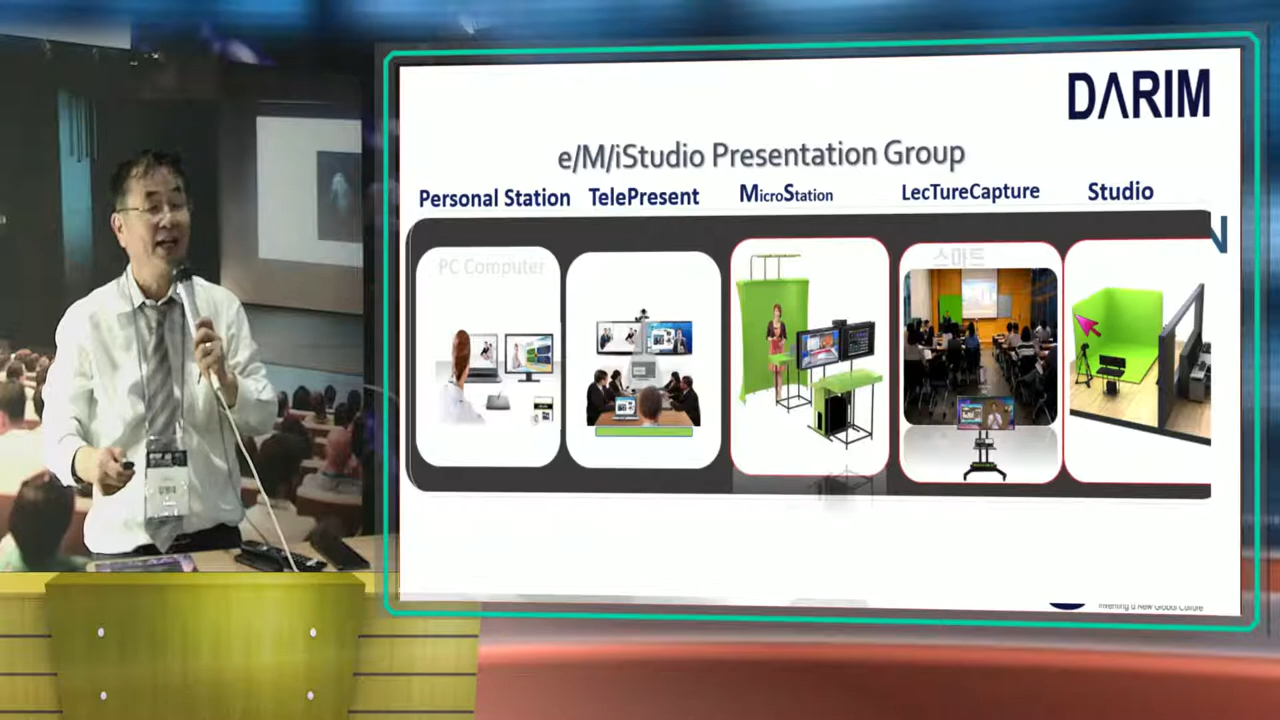 DARIM
e/M/iStudio Presentation Group
Personal Station TelePresent MicroStation LecTureCapture Studio
N
PC Computer
스마트
Inventing a New Global Culture